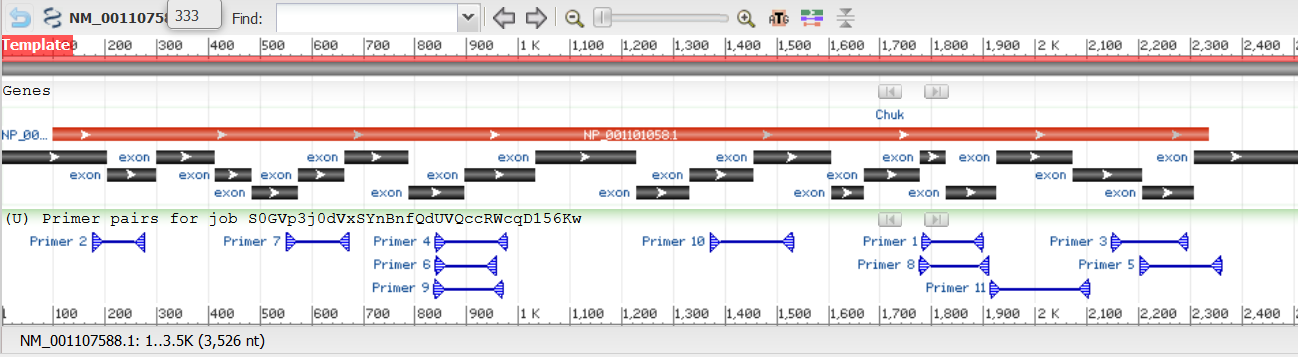 NM_00110758 333 Find: ATG
Template 100 200 300 400 500 600 700 800 900 1 K 1,100 1,200 1,300 1,400 1,500 1,600 1,700 1,800 1,900 2 K 2,100 2,200 2,300 2,400
Genes
Chuk
NP_00... NP_001101058.1
exon exon exon exon exon exon exon exon
exon exon exon exon exon exon exon
exon exon exon exon exon exon
(U) Primer pairs for job S0GVp3j0dVxSYnBnfQdUVQccRWcqD156Kw
Primer 2 Primer 7 Primer 4 Primer 10 Primer 1 Primer 3
Primer 6 Primer 8 Primer 5
Primer 9 Primer 11
1 100 200 300 400 500 600 700 800 900 1 K 1,100 1,200 1,300 1,400 1,500 1,600 1,700 1,800 1,900 2 K 2,100 2,200 2,300 2,400
NM_001107588.1: 1..3.5K (3,526 nt)